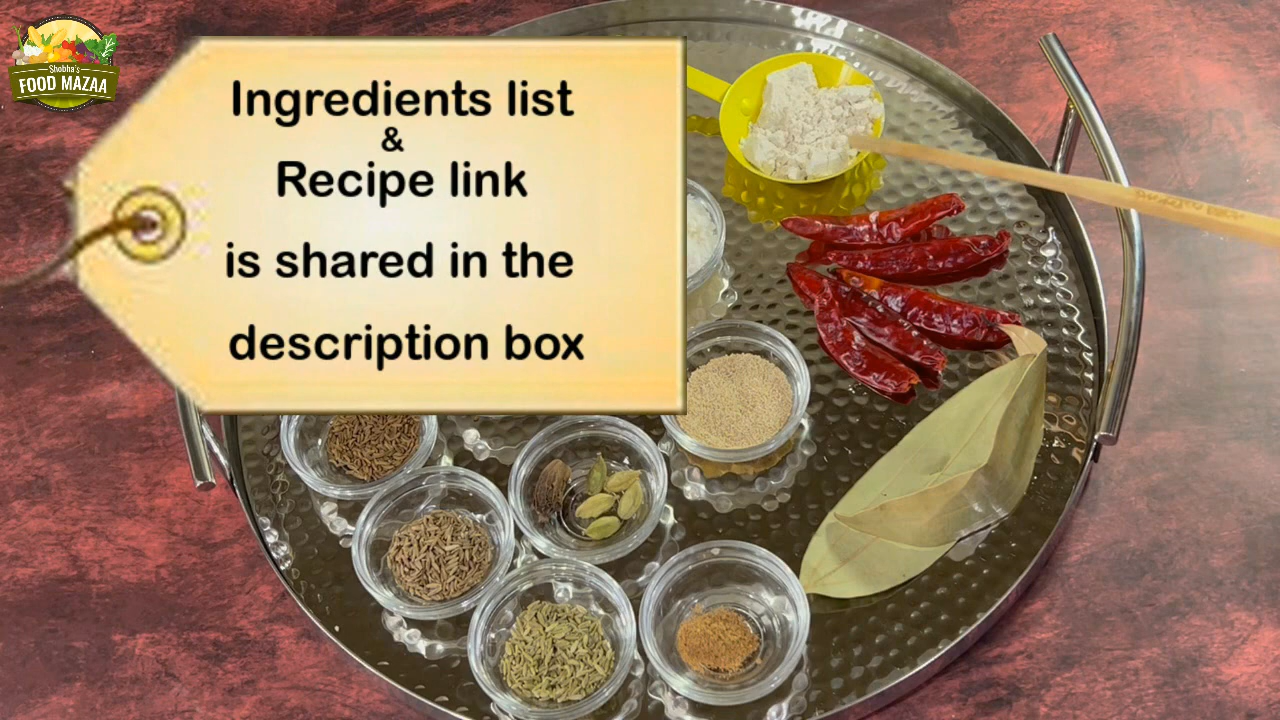 Shobha's
FOOD MAZAA
Ingredients list
&
Recipe link
is shared in the
description box